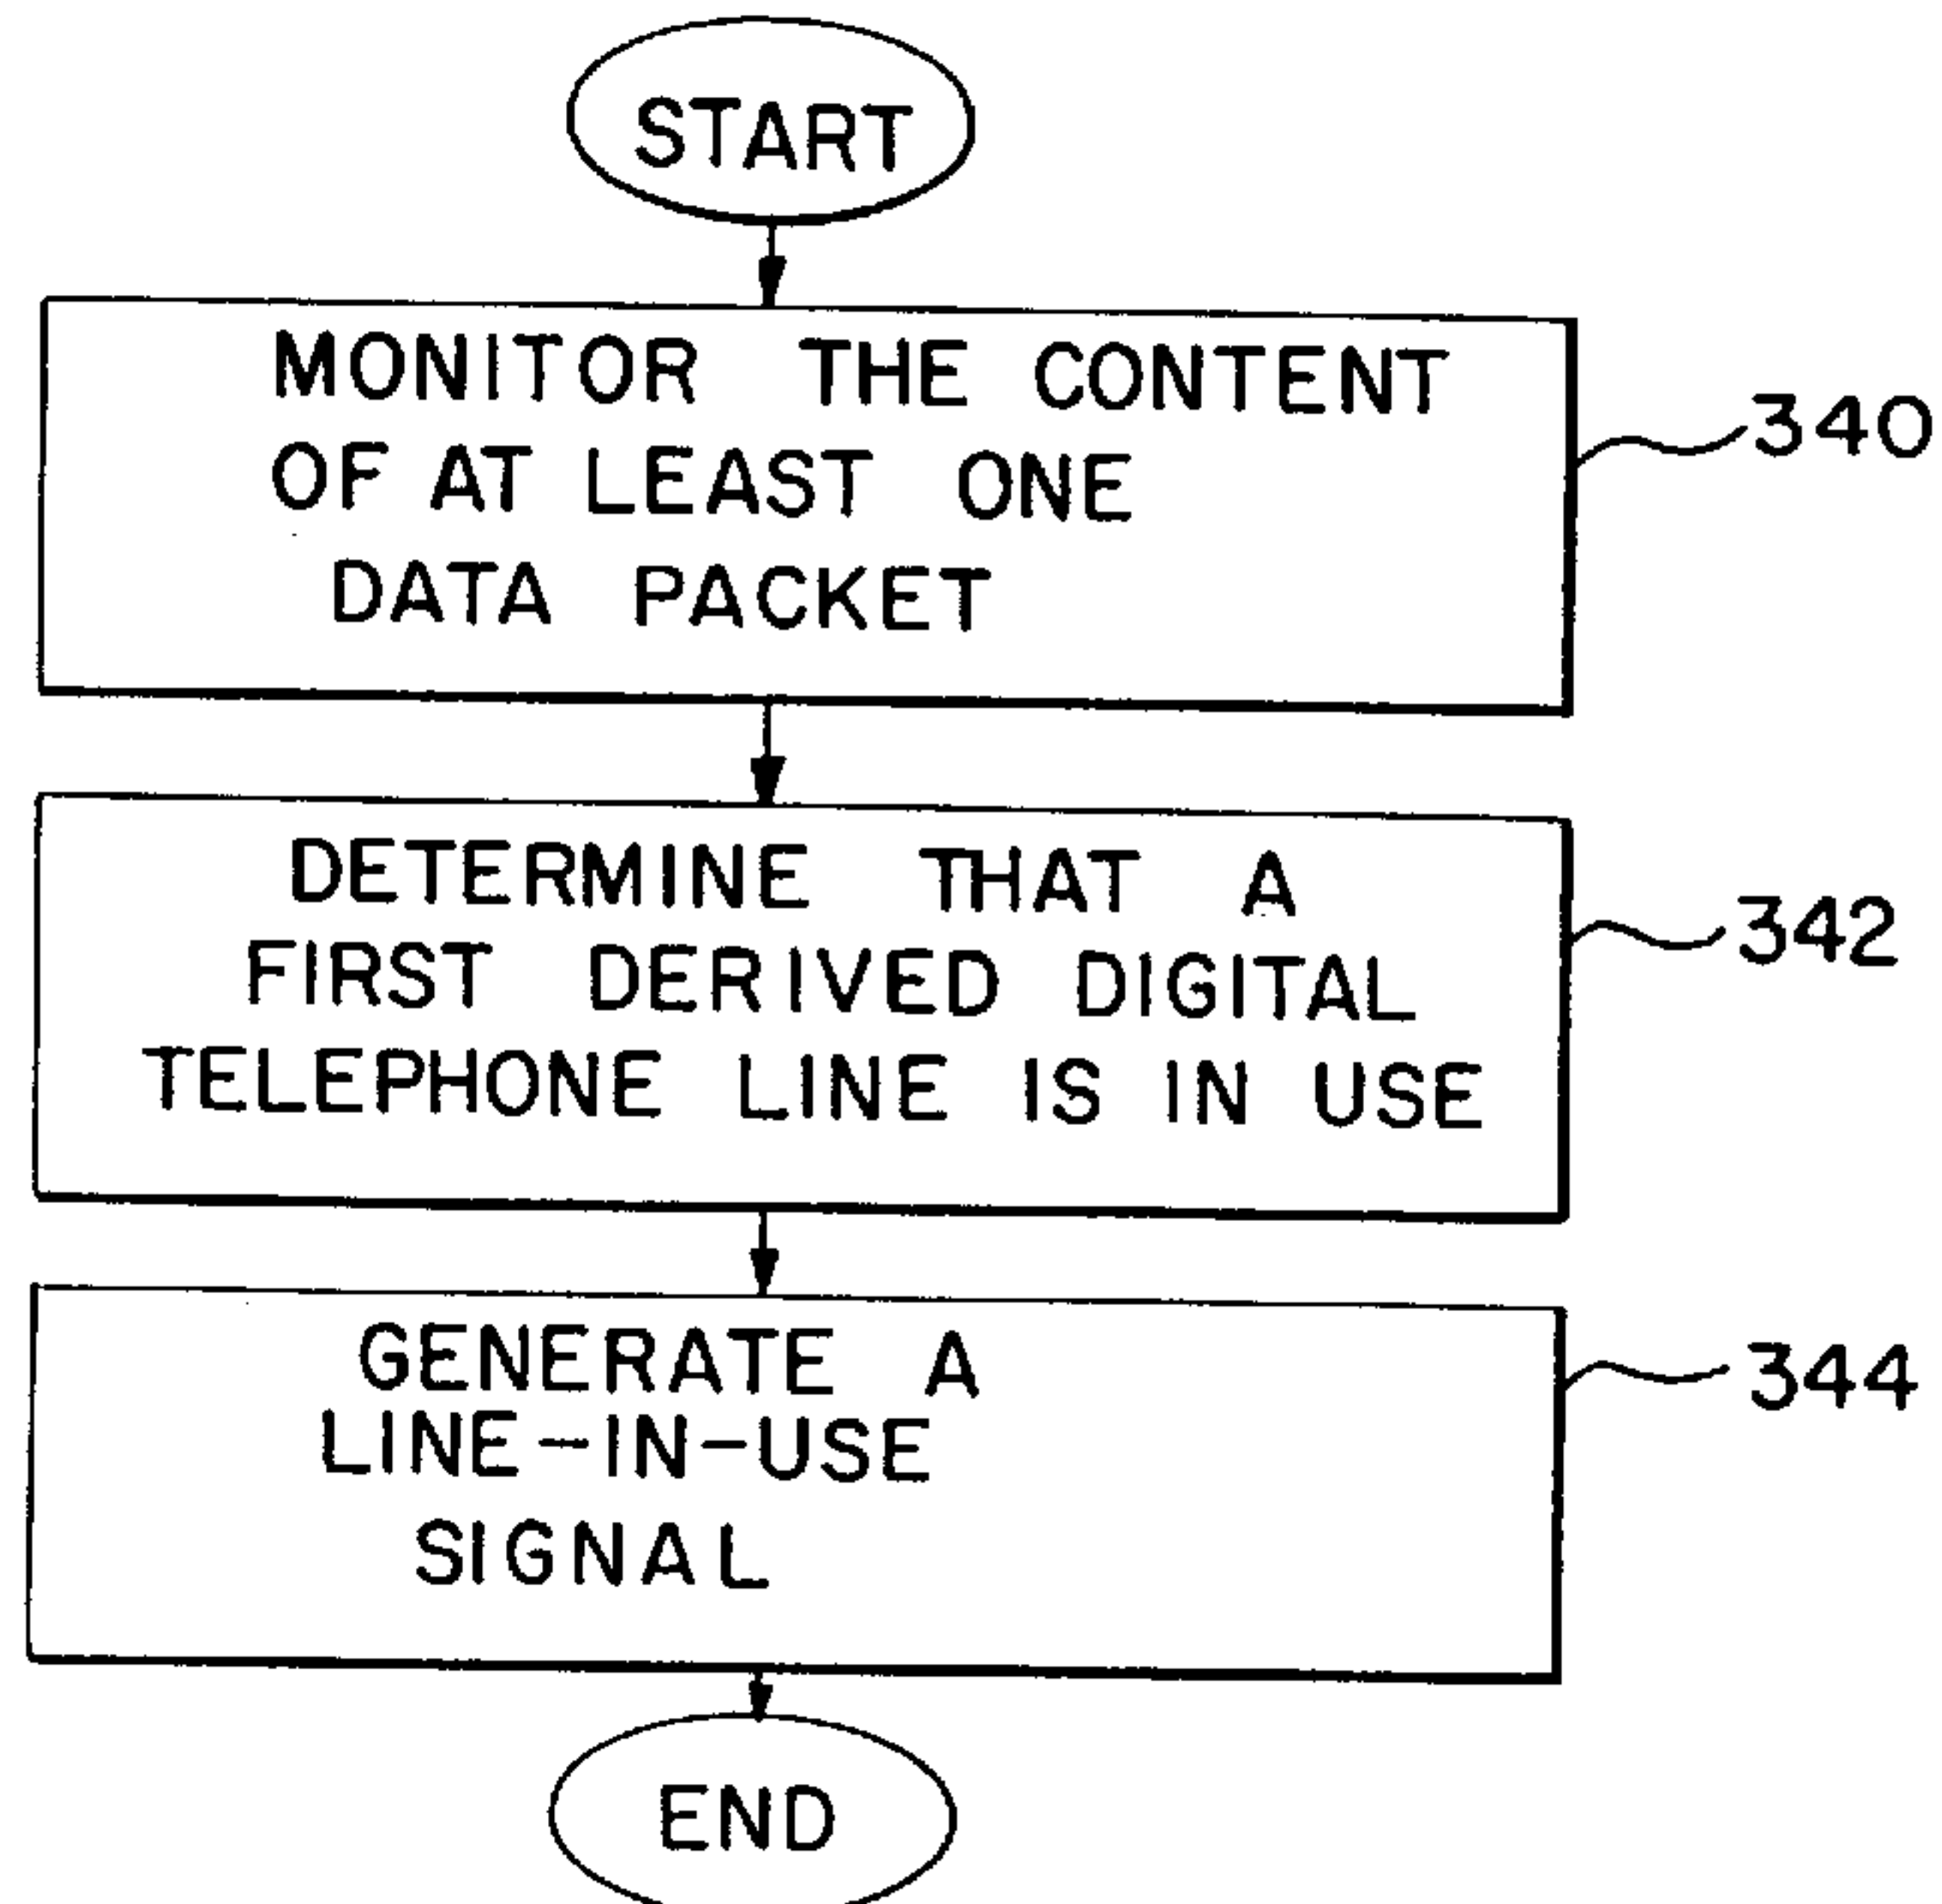 START
MONITOR THE CONTENT
OF AT LEAST ONE
DATA PACKET
340
DETERMINE THAT A
FIRST DERIVED DIGITAL
TELEPHONE LINE IS IN USE
342
GENERATE A
LINE-IN-USE
SIGNAL
344
END